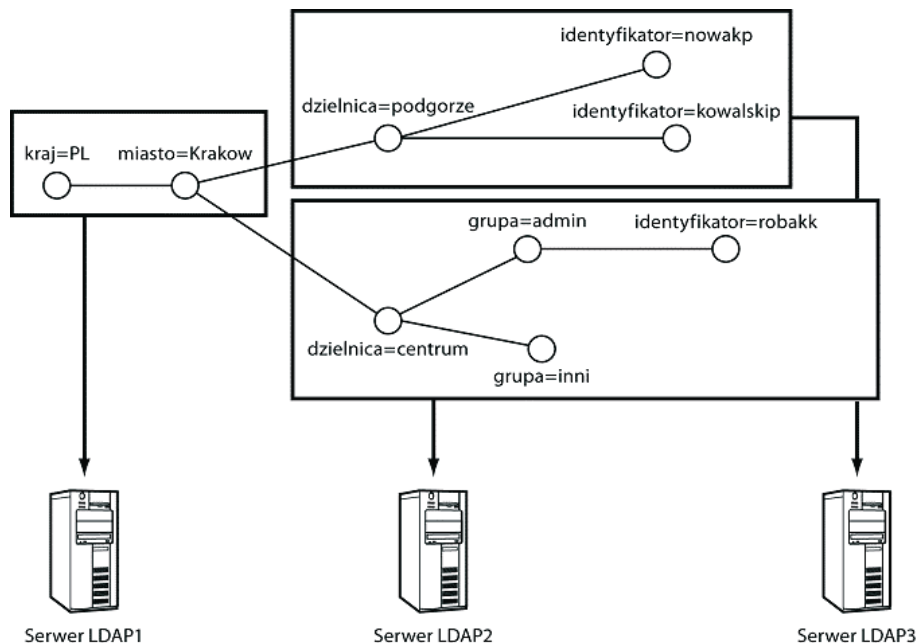 identyfikator=nowakp
dzielnica=podgorze
identyfikator=kowalskip
kraj=PL
miasto=Krakow
grupa=admin
identyfikator=robakk
dzielnica=centrum
grupa=inni
Serwer LDAP1
Serwer LDAP2
Serwer LDAP3